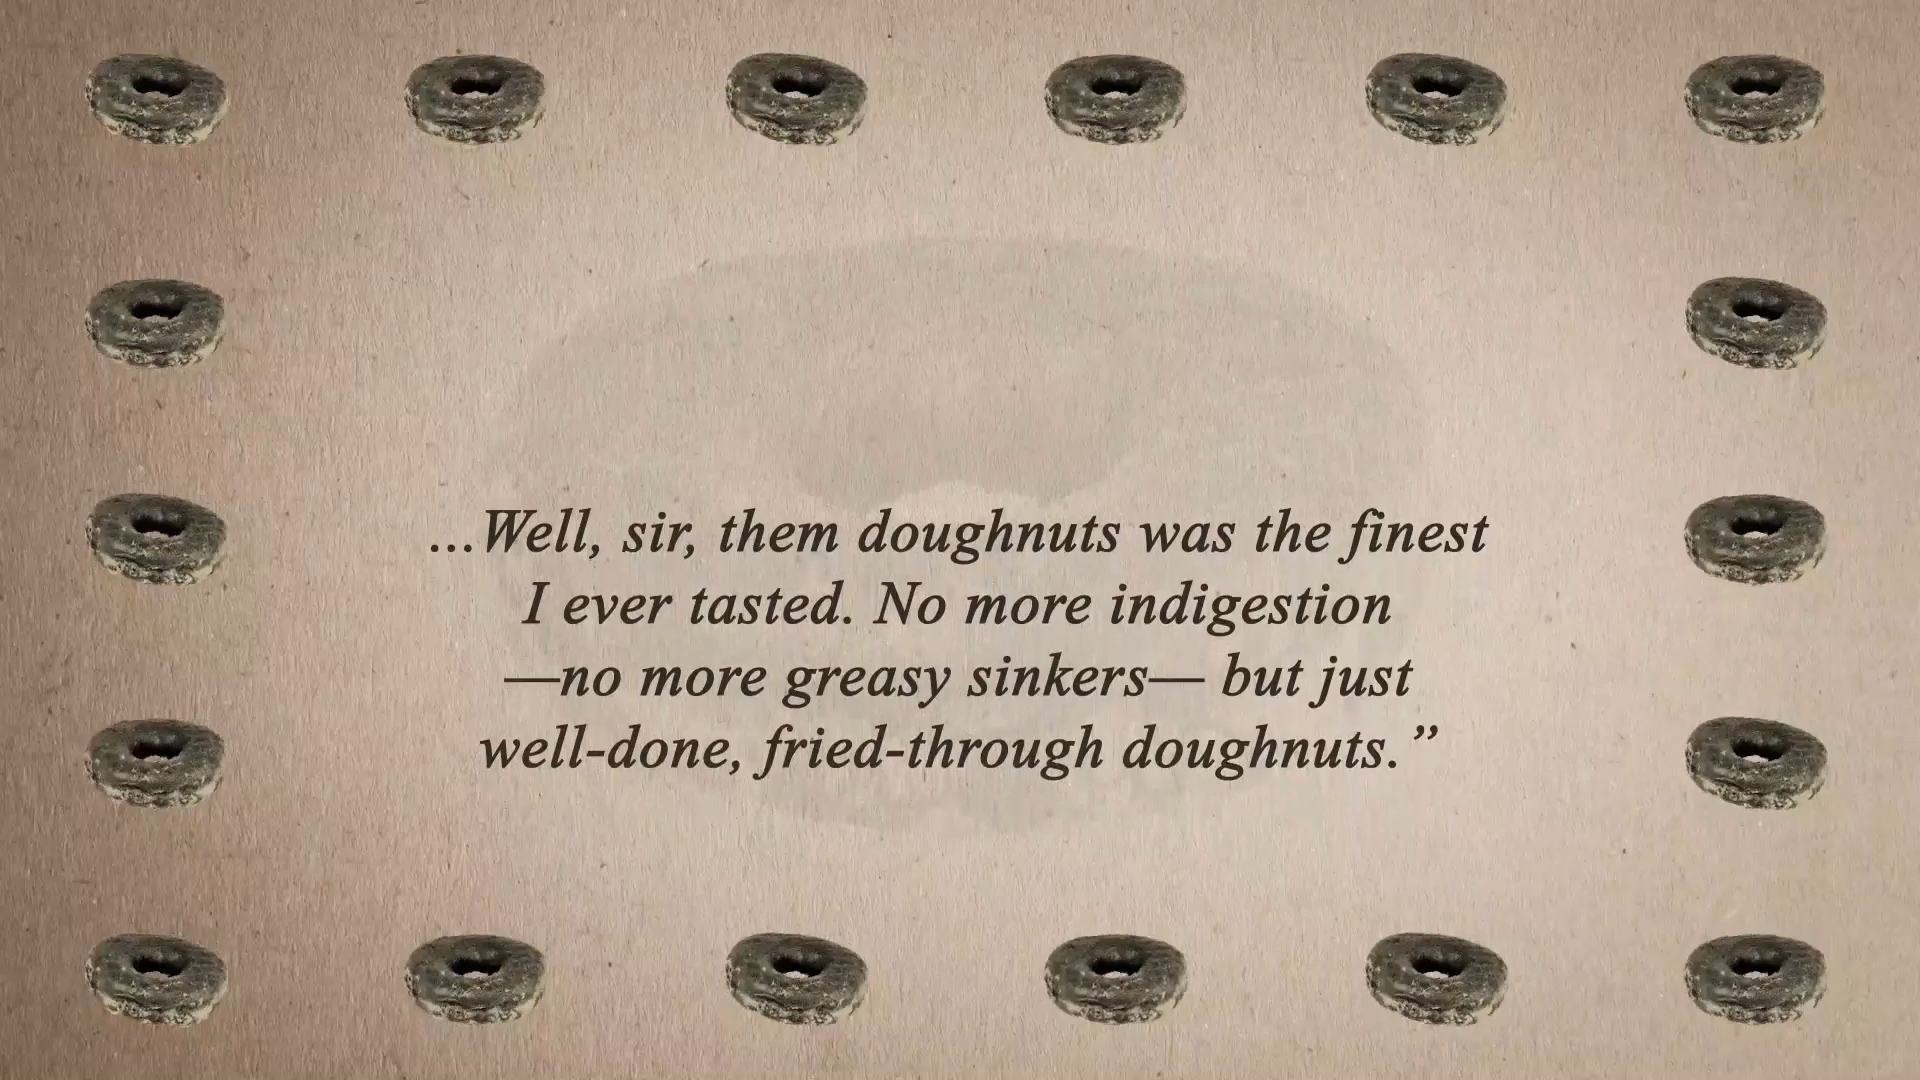 ...Well, sir, them doughnuts was the finest
I ever tasted. No more indigestion
—no more greasy sinkers— but just
well-done, fried-through doughnuts.”